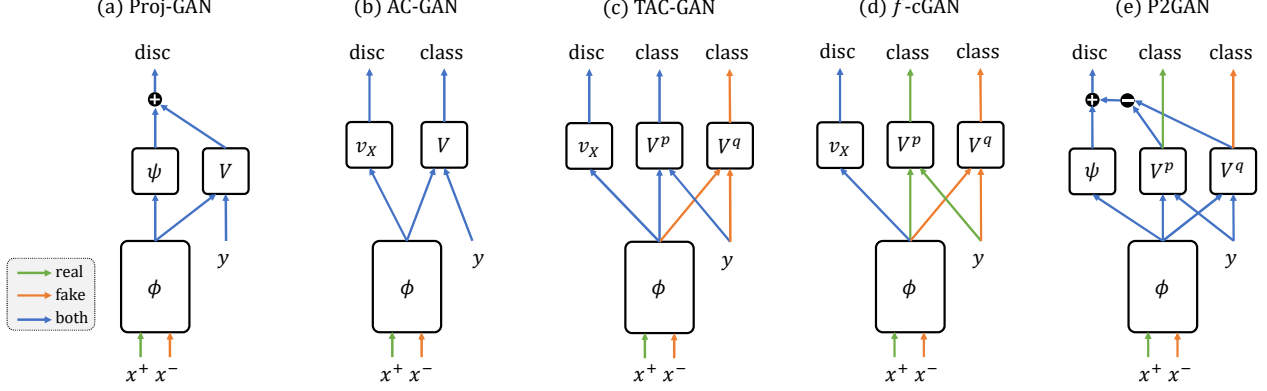 (a) Proj-GAN
(b) AC-GAN
(c) TAC-GAN
(d) f-cGAN
(e) P2GAN
disc
disc class
disc class class
disc class class
disc class class
ψ V
v_X V
v_X V^p V^q
v_X V^p V^q
ψ V^p V^q
y
y
y
y
y
ϕ
ϕ
ϕ
ϕ
ϕ
real
fake
both
x⁺ x⁻
x⁺ x⁻
x⁺ x⁻
x⁺ x⁻
x⁺ x⁻